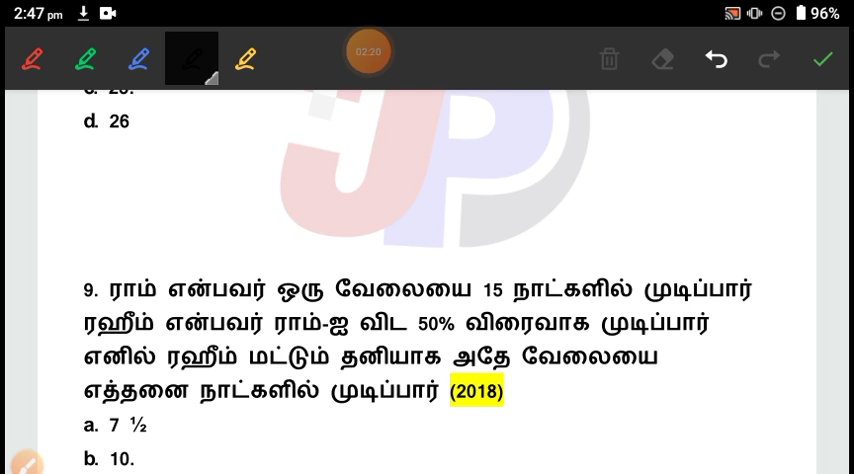 2:47 pm
96%
02:20
d. 26
9. ராம் என்பவர் ஒரு வேலையை 15 நாட்களில் முடிப்பார்
ரஹீம் என்பவர் ராம்-ஐ விட 50% விரைவாக முடிப்பார்
எனில் ரஹீம் மட்டும் தனியாக அதே வேலையை
எத்தனை நாட்களில் முடிப்பார் (2018)
a. 7 ½
b. 10.